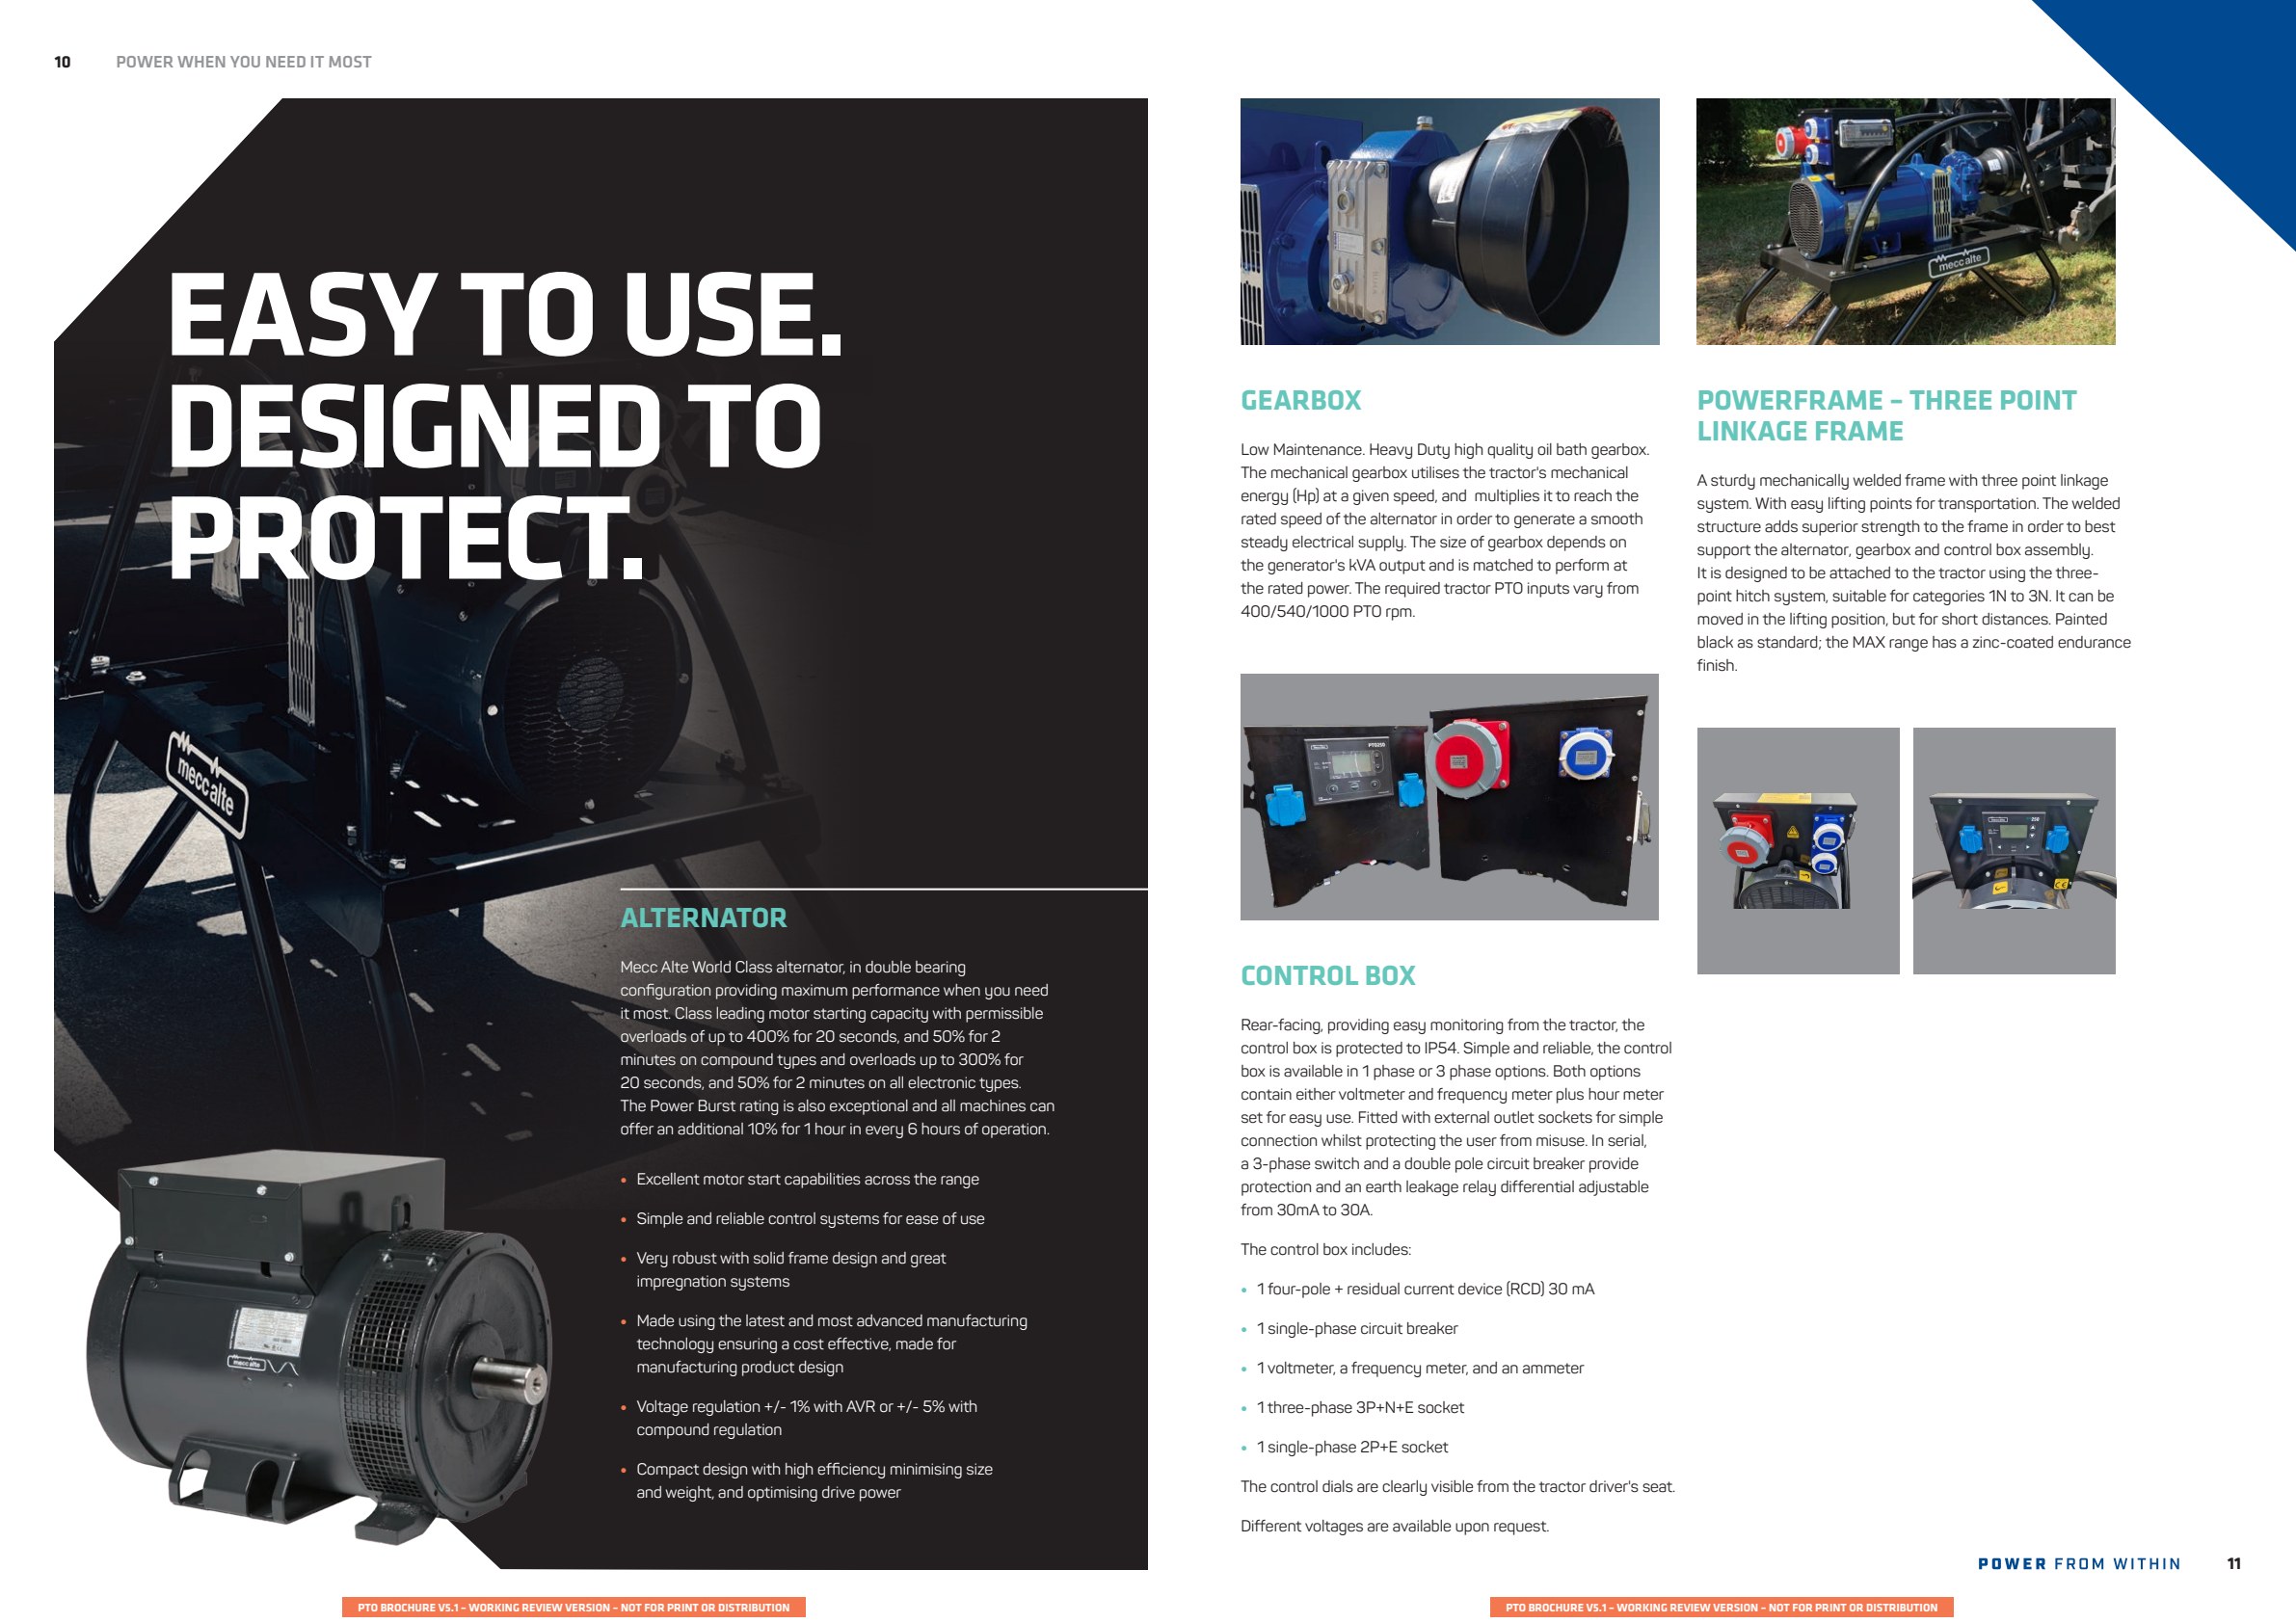 10
POWER WHEN YOU NEED IT MOST
EASY TO USE.
DESIGNED TO
PROTECT.
mecc alte
ALTERNATOR
Mecc Alte World Class alternator, in double bearing
configuration providing maximum performance when you need
it most. Class leading motor starting capacity with permissible
overloads of up to 400% for 20 seconds, and 50% for 2
minutes on compound types and overloads up to 300% for
20 seconds, and 50% for 2 minutes on all electronic types.
The Power Burst rating is also exceptional and all machines can
offer an additional 10% for 1 hour in every 6 hours of operation.
• Excellent motor start capabilities across the range
• Simple and reliable control systems for ease of use
• Very robust with solid frame design and great
impregnation systems
• Made using the latest and most advanced manufacturing
technology ensuring a cost effective, made for
manufacturing product design
• Voltage regulation +/- 1% with AVR or +/- 5% with
compound regulation
• Compact design with high efficiency minimising size
and weight, and optimising drive power
mecc alte
PTO BROCHURE V5.1 – WORKING REVIEW VERSION – NOT FOR PRINT OR DISTRIBUTION
GEARBOX
Low Maintenance. Heavy Duty high quality oil bath gearbox.
The mechanical gearbox utilises the tractor's mechanical
energy (Hp) at a given speed, and  multiplies it to reach the
rated speed of the alternator in order to generate a smooth
steady electrical supply. The size of gearbox depends on
the generator's kVA output and is matched to perform at
the rated power. The required tractor PTO inputs vary from
400/540/1000 PTO rpm.
PTO250
CONTROL BOX
Rear-facing, providing easy monitoring from the tractor, the
control box is protected to IP54. Simple and reliable, the control
box is available in 1 phase or 3 phase options. Both options
contain either voltmeter and frequency meter plus hour meter
set for easy use. Fitted with external outlet sockets for simple
connection whilst protecting the user from misuse. In serial,
a 3-phase switch and a double pole circuit breaker provide
protection and an earth leakage relay differential adjustable
from 30mA to 30A.
The control box includes:
• 1 four-pole + residual current device (RCD) 30 mA
• 1 single-phase circuit breaker
• 1 voltmeter, a frequency meter, and an ammeter
• 1 three-phase 3P+N+E socket
• 1 single-phase 2P+E socket
The control dials are clearly visible from the tractor driver's seat.
Different voltages are available upon request.
mecc alte
POWERFRAME – THREE POINT
LINKAGE FRAME
A sturdy mechanically welded frame with three point linkage
system. With easy lifting points for transportation. The welded
structure adds superior strength to the frame in order to best
support the alternator, gearbox and control box assembly.
It is designed to be attached to the tractor using the three-
point hitch system, suitable for categories 1N to 3N. It can be
moved in the lifting position, but for short distances. Painted
black as standard; the MAX range has a zinc-coated endurance
finish.
250
POWER FROM WITHIN
11
PTO BROCHURE V5.1 – WORKING REVIEW VERSION – NOT FOR PRINT OR DISTRIBUTION